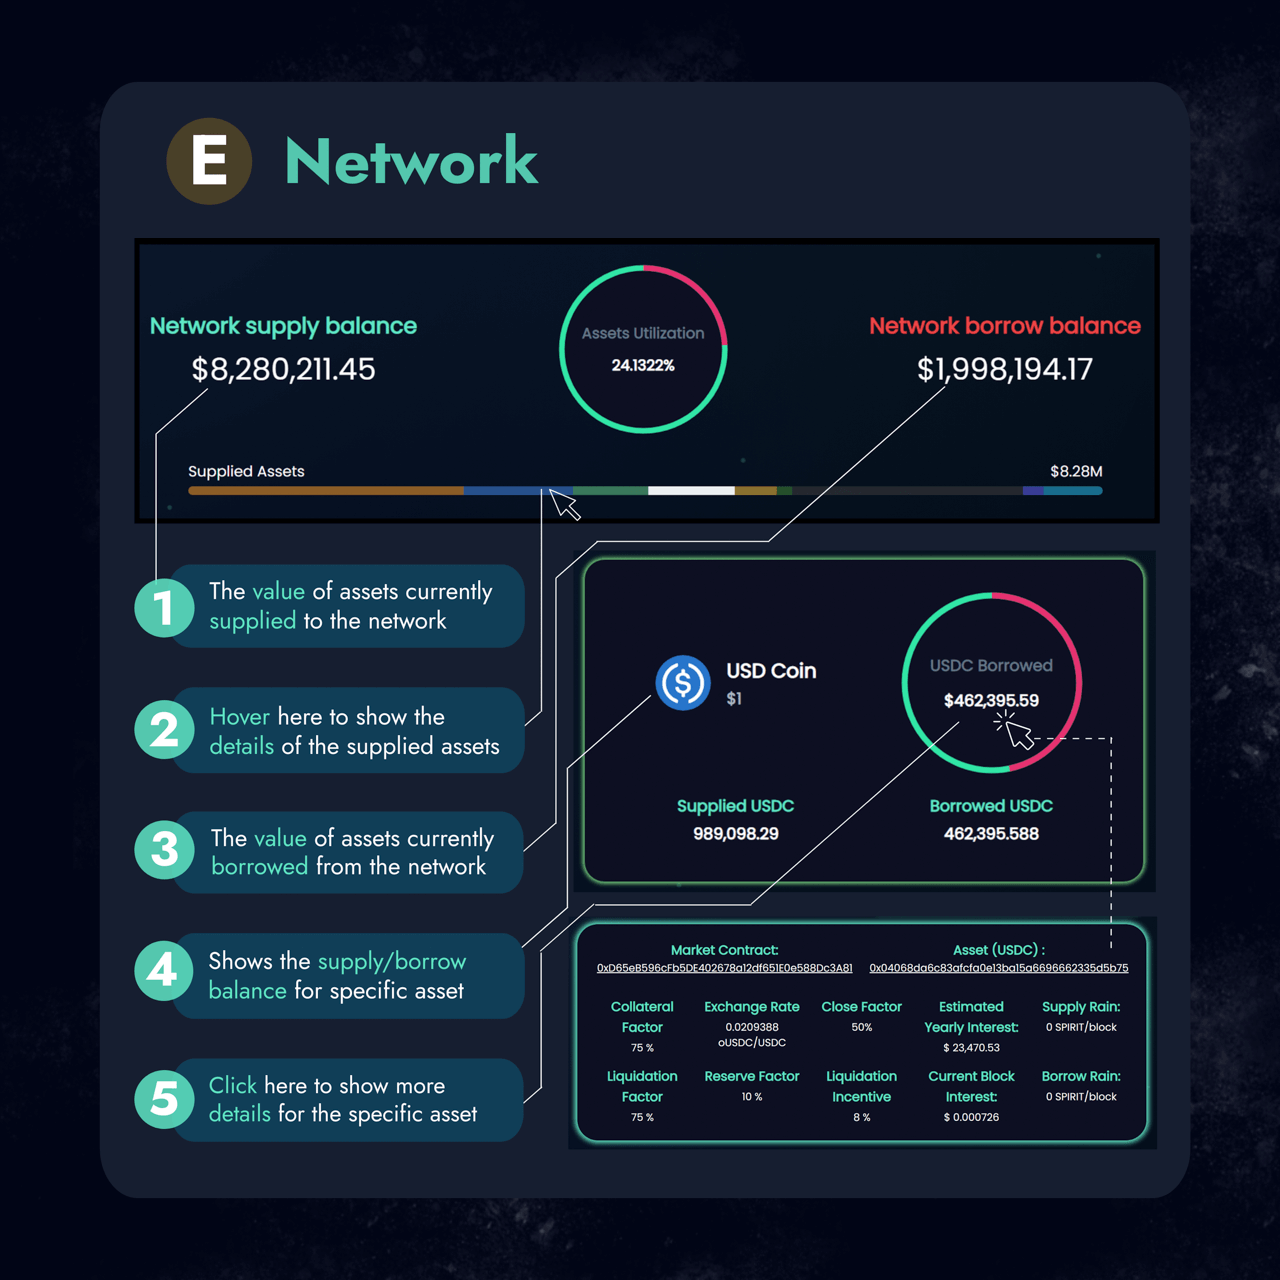 E Network
Network supply balance
$8,280,211.45
Assets Utilization
24.1322%
Network borrow balance
$1,998,194.17
Supplied Assets
$8.28M
1
The value of assets currently
supplied to the network
2
Hover here to show the
details of the supplied assets
3
The value of assets currently
borrowed from the network
4
Shows the supply/borrow
balance for specific asset
5
Click here to show more
details for the specific asset
USD Coin
$1
USDC Borrowed
$462,395.59
Supplied USDC
989,098.29
Borrowed USDC
462,395.588
Market Contract:
0xD65eB596cFb5DE402678a12df651E0e588Dc3A81
Asset (USDC) :
0x04068da6c83afcfa0e13ba15a6696662335d5b75
Collateral
Factor
75 %
Exchange Rate
0.0209388
oUSDC/USDC
Close Factor
50%
Estimated
Yearly Interest:
$ 23,470.53
Supply Rain:
0 SPIRIT/block
Liquidation
Factor
75 %
Reserve Factor
10 %
Liquidation
Incentive
8 %
Current Block
Interest:
$ 0.000726
Borrow Rain:
0 SPIRIT/block